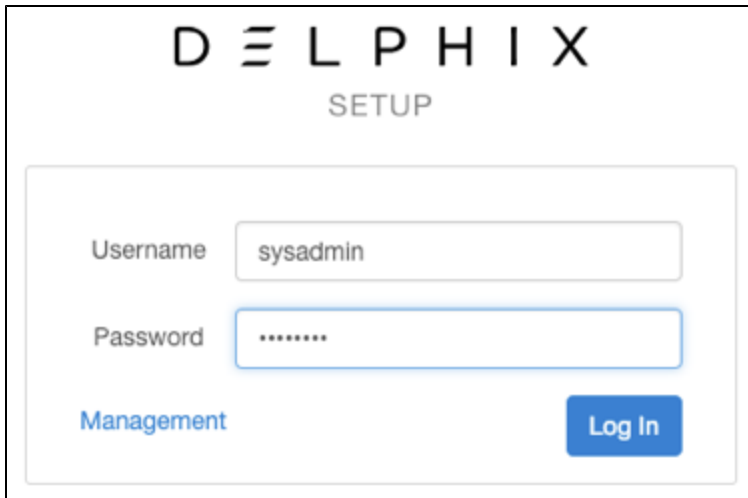 DELPHIX
SETUP
Username sysadmin
Password ••••••••
Management Log In